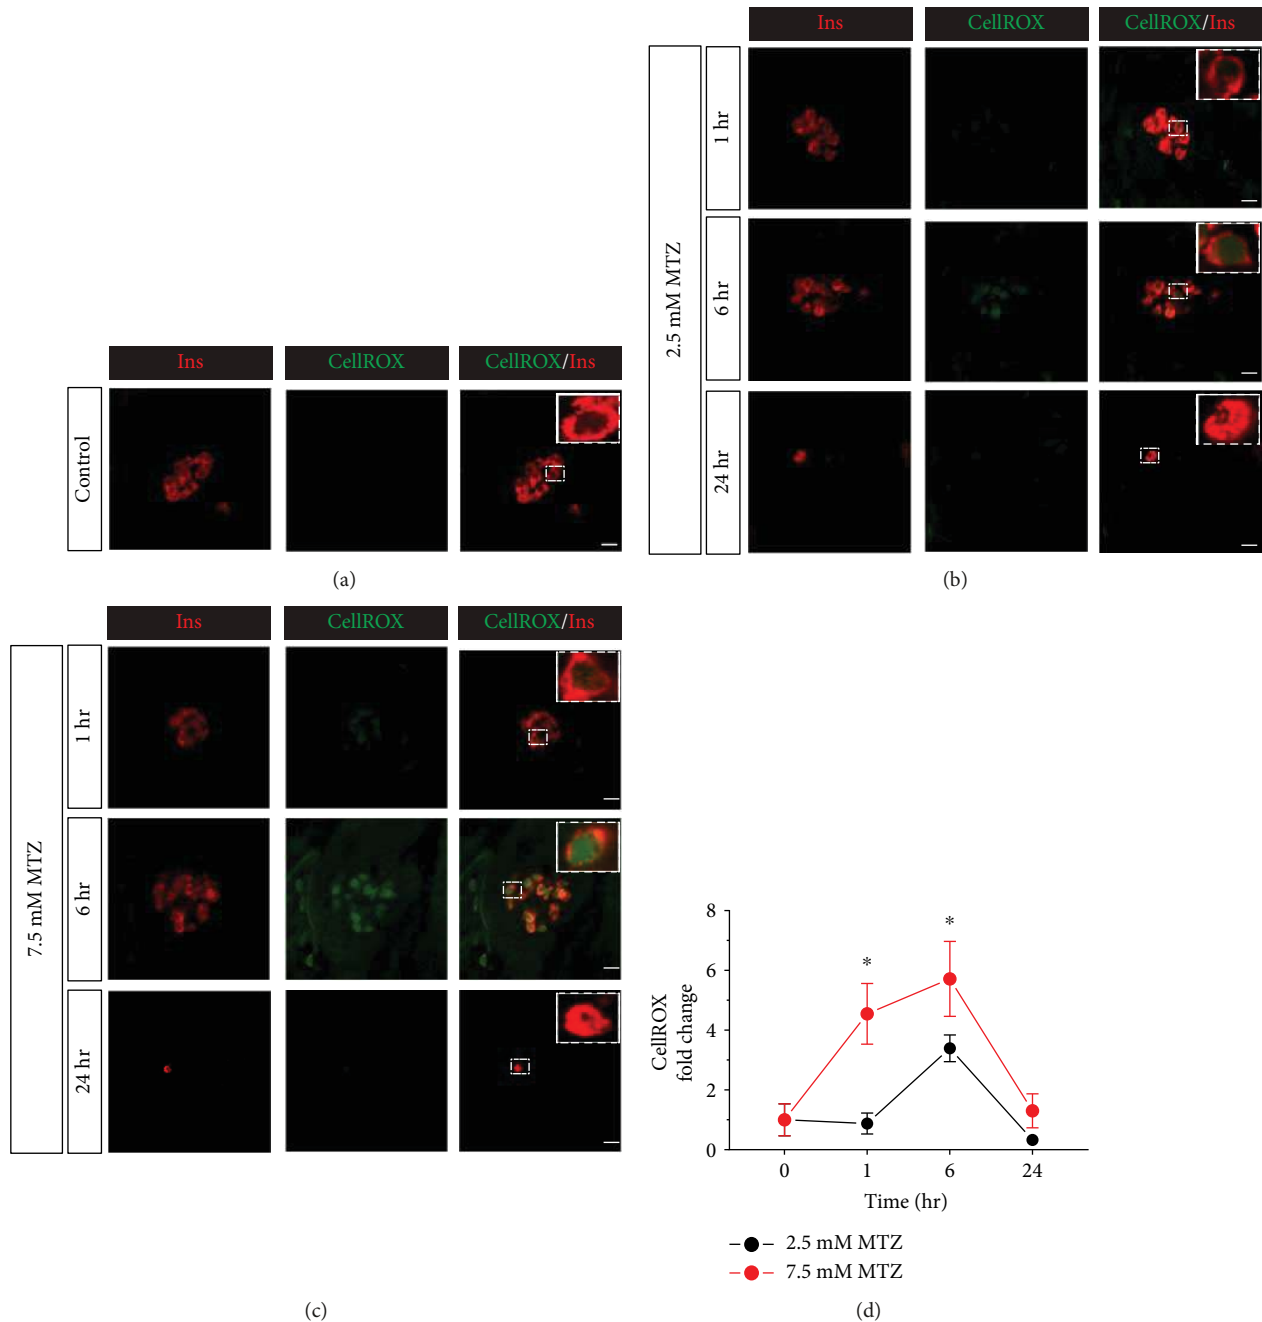 Ins CellROX CellROX/Ins
Control
(a)
Ins CellROX CellROX/Ins
2.5 mM MTZ
1 hr
6 hr
24 hr
(b)
Ins CellROX CellROX/Ins
7.5 mM MTZ
1 hr
6 hr
24 hr
(c)
CellROX
fold change
8
6
4
2
0
* *
0 1 6 24
Time (hr)
2.5 mM MTZ
7.5 mM MTZ
(d)